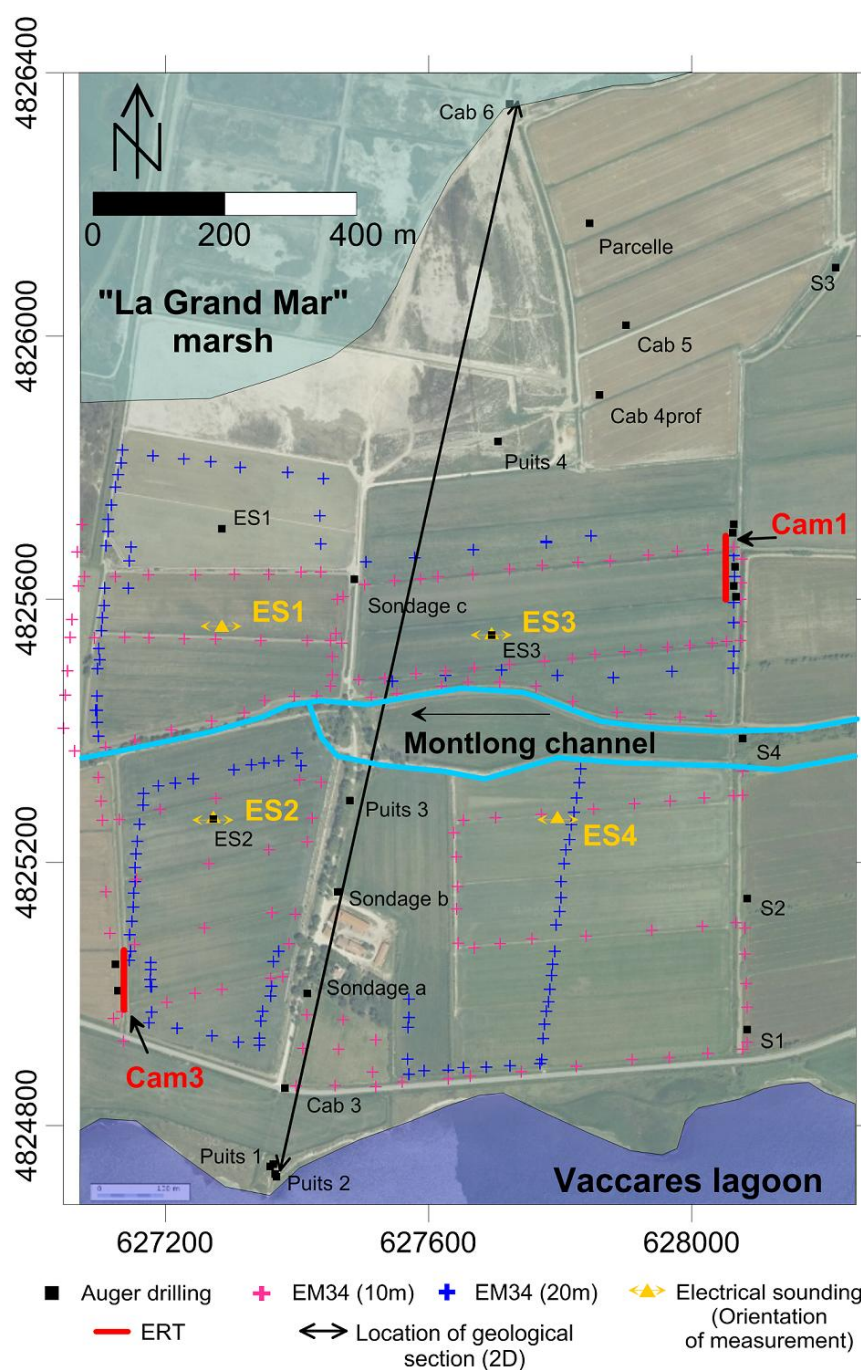 4826400
4826000
4825600
4825200
4824800
N
0 200 400 m
Cab 6
Parcelle
S3
"La Grand Mar"
marsh
Cab 5
Cab 4prof
Puits 4
ES1
Cam1
Sondage c
ES1
ES3
ES3
Montlong channel
S4
Puits 3
ES2
ES2
ES4
Sondage b
S2
Sondage a
S1
Cam3
Cab 3
Puits 1
Puits 2
Vaccares lagoon
627200 627600 628000
Auger drilling EM34 (10m) EM34 (20m) Electrical sounding
(Orientation
of measurement)
ERT Location of geological
section (2D)